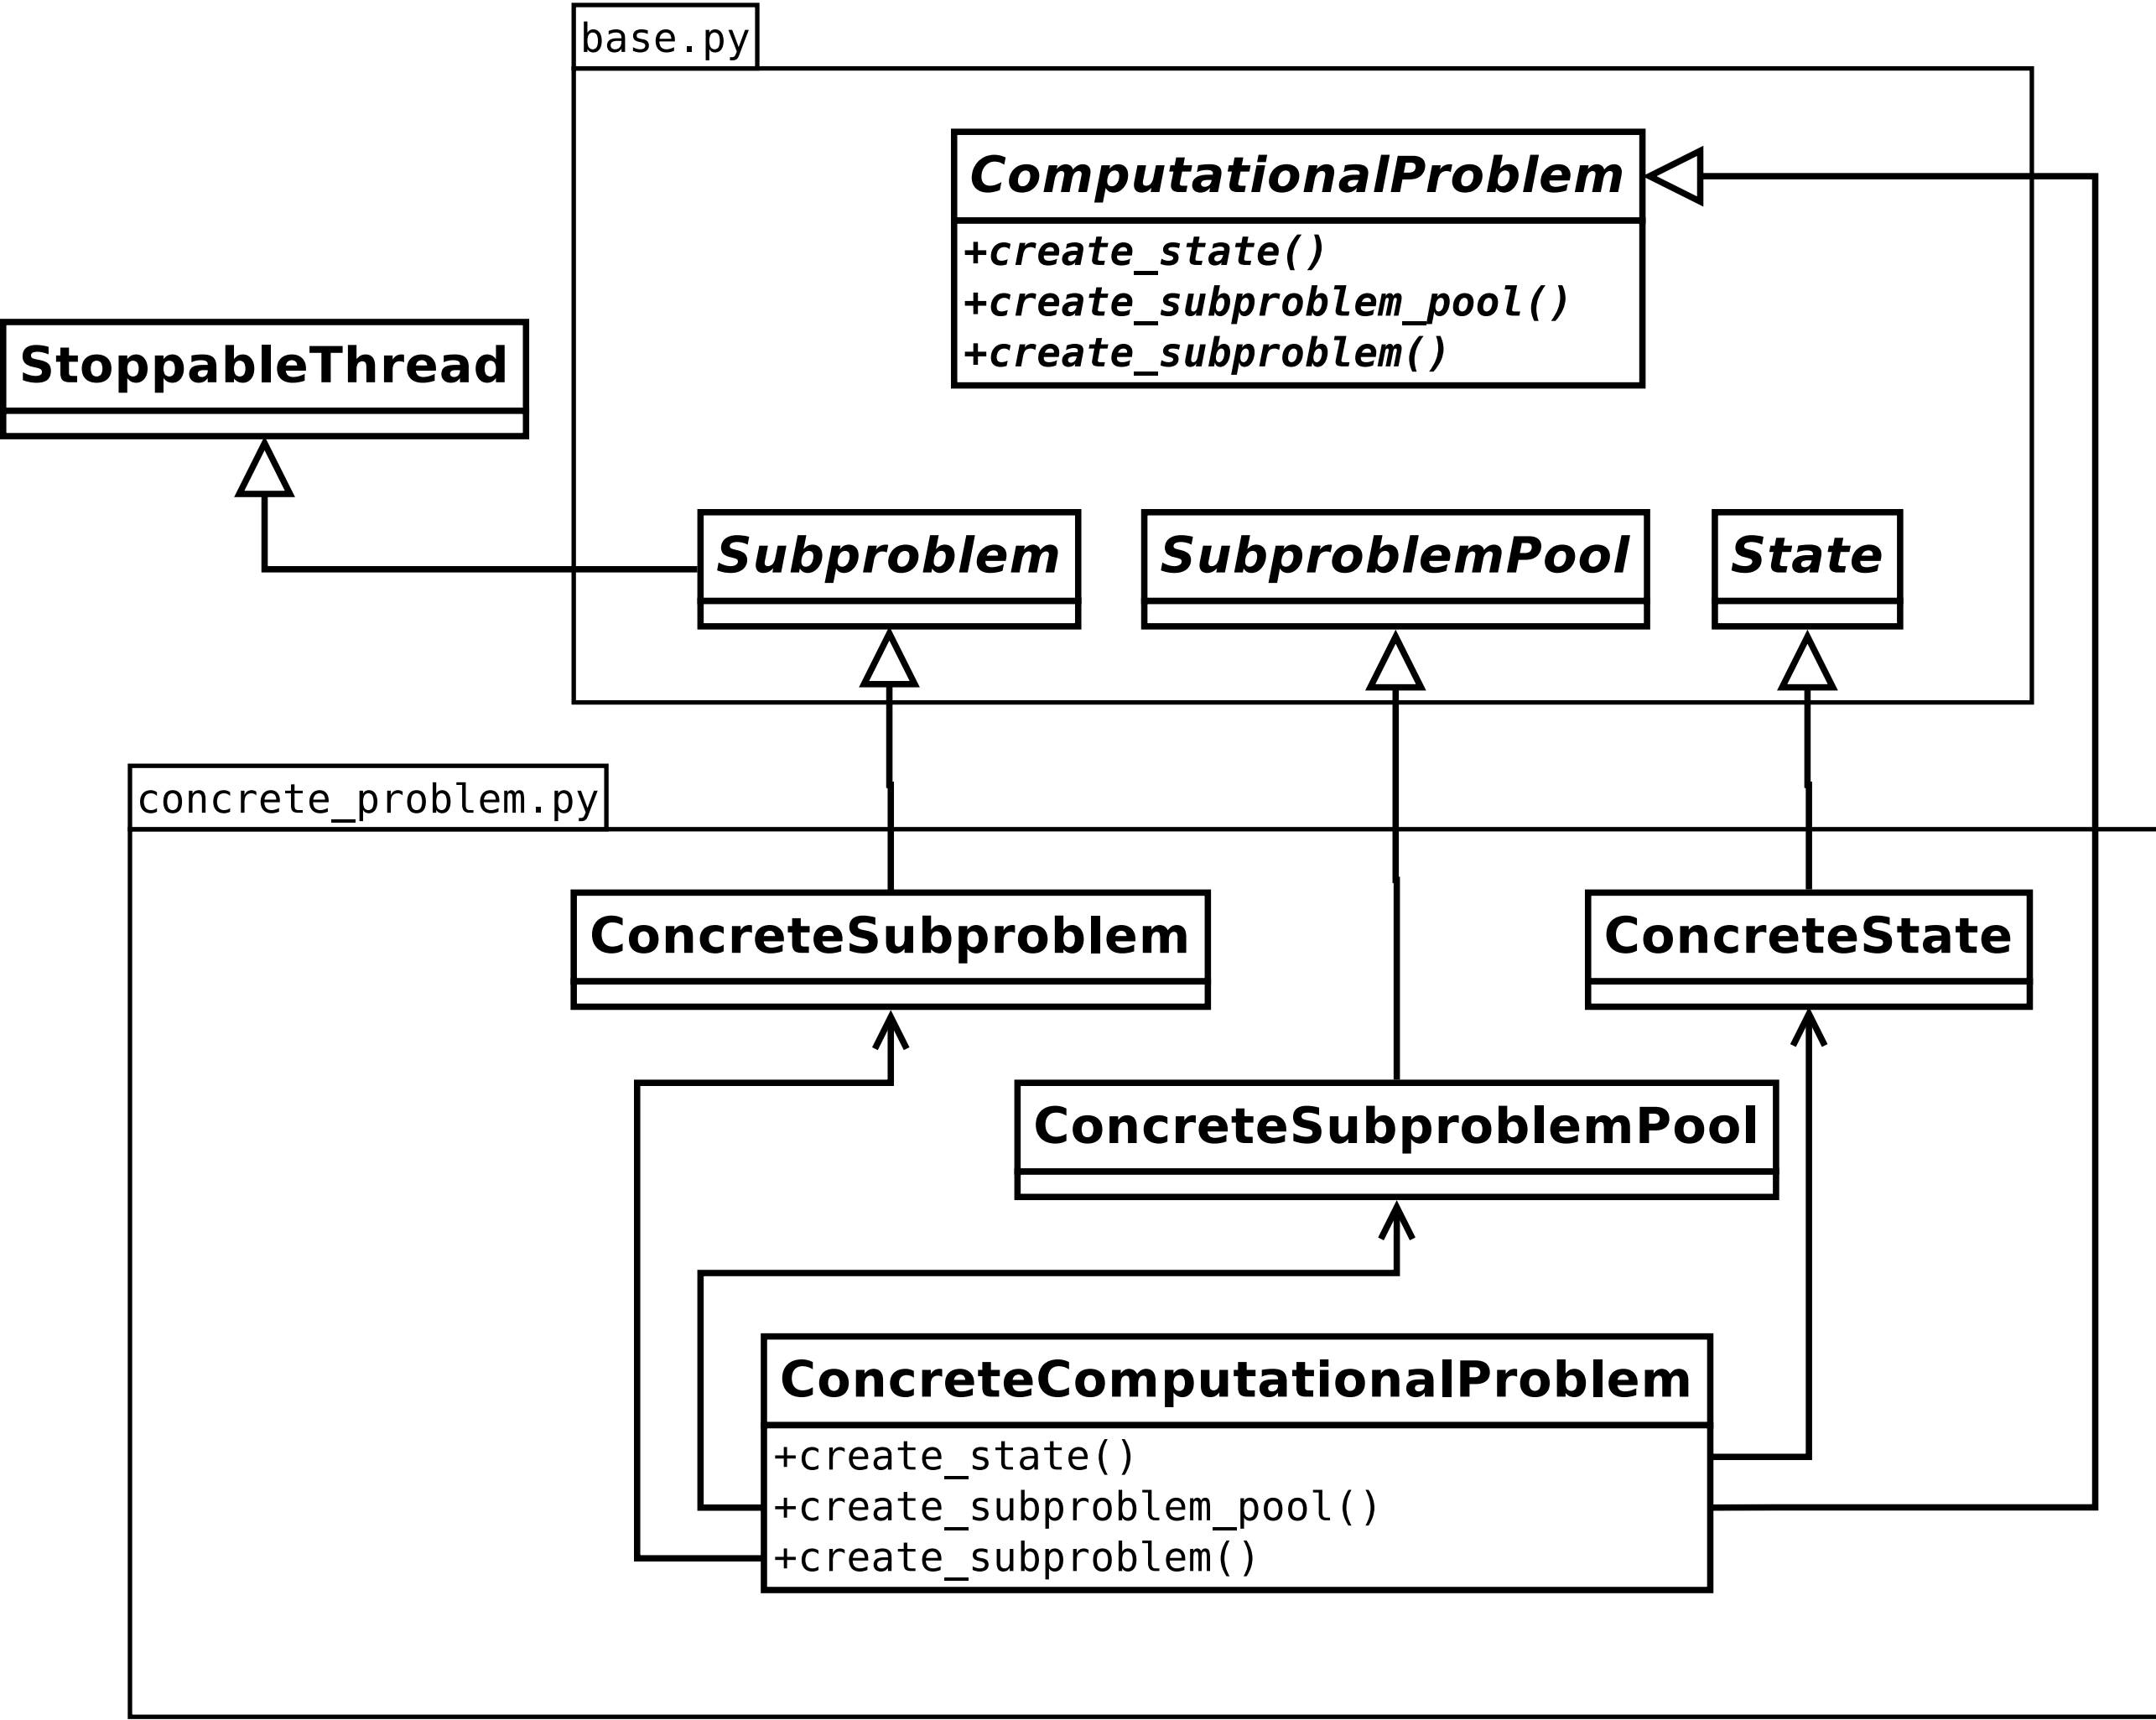 base.py
ComputationalProblem
+create_state()
+create_subproblem_pool()
+create_subproblem()
StoppableThread
Subproblem
SubproblemPool
State
concrete_problem.py
ConcreteSubproblem
ConcreteState
ConcreteSubproblemPool
ConcreteComputationalProblem
+create_state()
+create_subproblem_pool()
+create_subproblem()